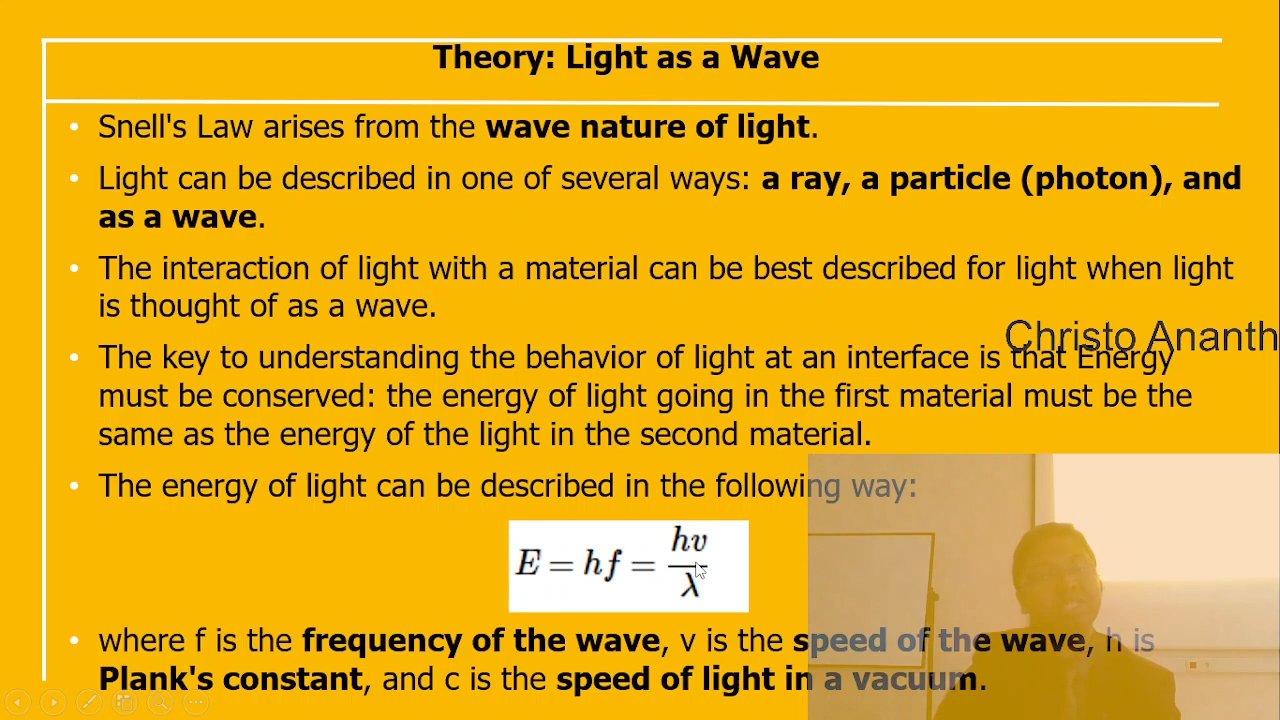 Theory: Light as a Wave
• Snell's Law arises from the wave nature of light.
• Light can be described in one of several ways: a ray, a particle (photon), and
as a wave.
• The interaction of light with a material can be best described for light when light
is thought of as a wave.
Christo Ananth
• The key to understanding the behavior of light at an interface is that Energy
must be conserved: the energy of light going in the first material must be the
same as the energy of the light in the second material.
• The energy of light can be described in the following way:
E = hf = hv/λ
• where f is the frequency of the wave, v is the speed of the wave, h is
Plank's constant, and c is the speed of light in a vacuum.